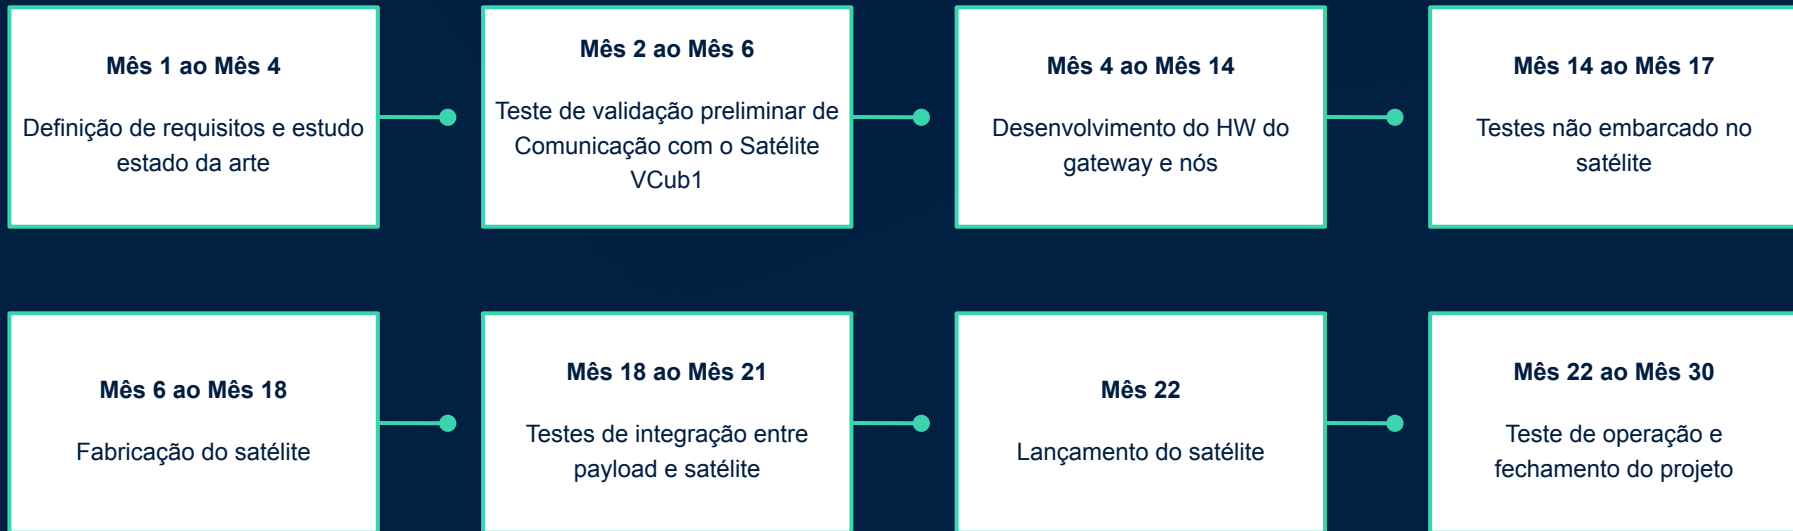 Mês 1 ao Mês 4
Definição de requisitos e estudo
estado da arte
Mês 2 ao Mês 6
Teste de validação preliminar de
Comunicação com o Satélite
VCub1
Mês 4 ao Mês 14
Desenvolvimento do HW do
gateway e nós
Mês 14 ao Mês 17
Testes não embarcado no
satélite
Mês 6 ao Mês 18
Fabricação do satélite
Mês 18 ao Mês 21
Testes de integração entre
payload e satélite
Mês 22
Lançamento do satélite
Mês 22 ao Mês 30
Teste de operação e
fechamento do projeto